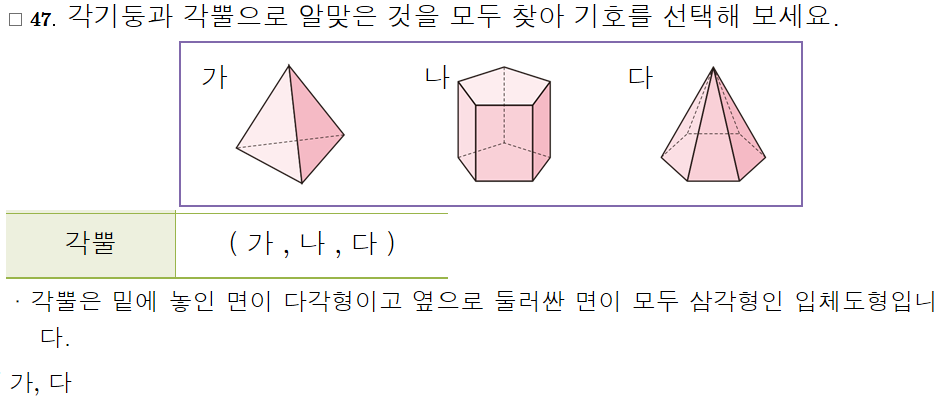 □ 47. 각기둥과 각뿔으로 알맞은 것을 모두 찾아 기호를 선택해 보세요.
가 나 다
각뿔 ( 가 , 나 , 다 )
· 각뿔은 밑에 놓인 면이 다각형이고 옆으로 둘러싼 면이 모두 삼각형인 입체도형입니
다.
가, 다